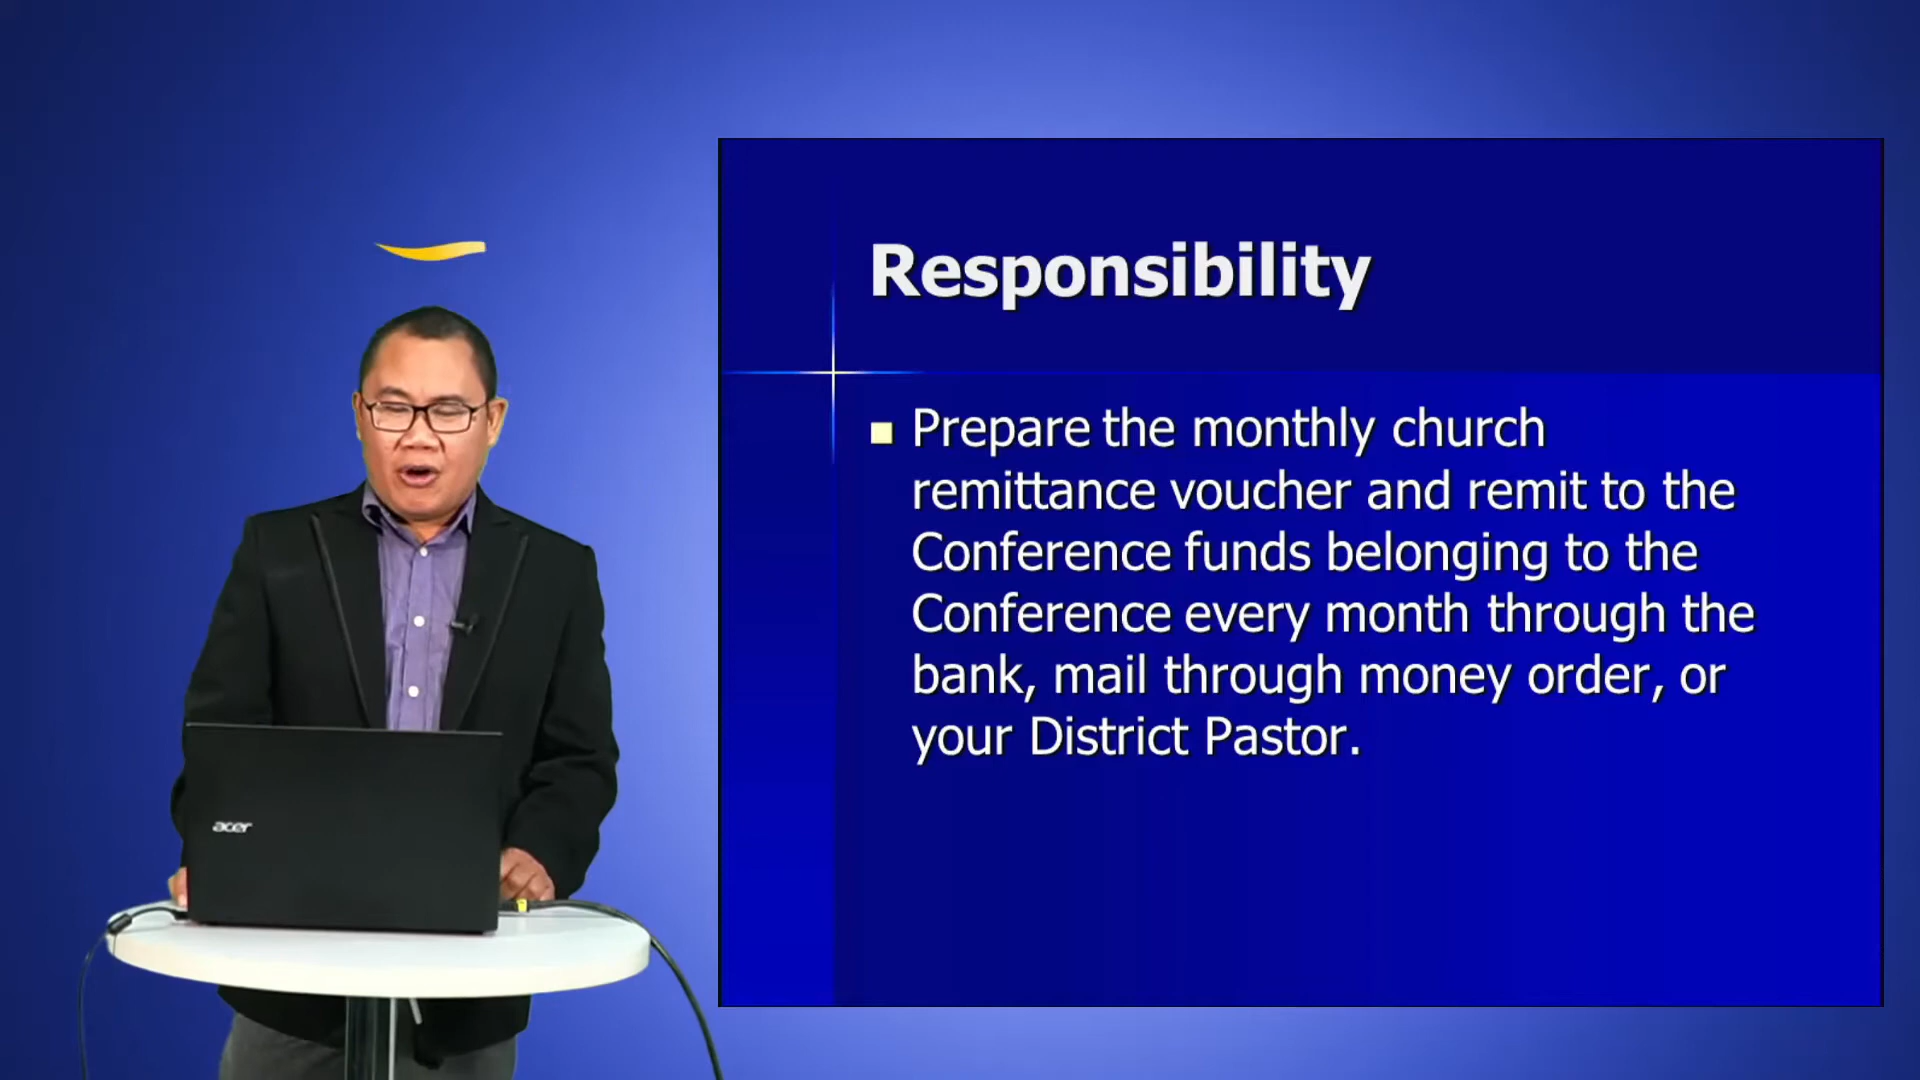 Responsibility
Prepare the monthly church
remittance voucher and remit to the
Conference funds belonging to the
Conference every month through the
bank, mail through money order, or
your District Pastor.
acer